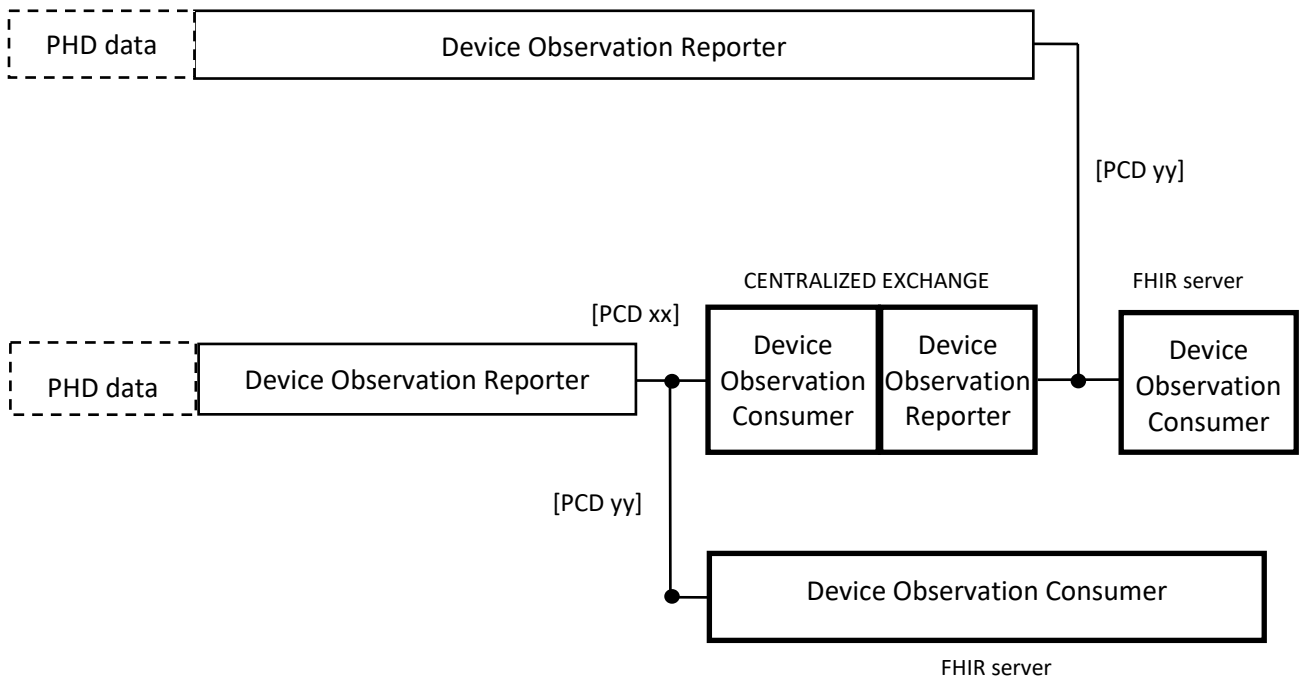 PHD data
Device Observation Reporter
[PCD yy]
CENTRALIZED EXCHANGE
FHIR server
[PCD xx]
PHD data
Device Observation Reporter
Device
Observation
Consumer
Device
Observation
Reporter
Device
Observation
Consumer
[PCD yy]
Device Observation Consumer
FHIR server